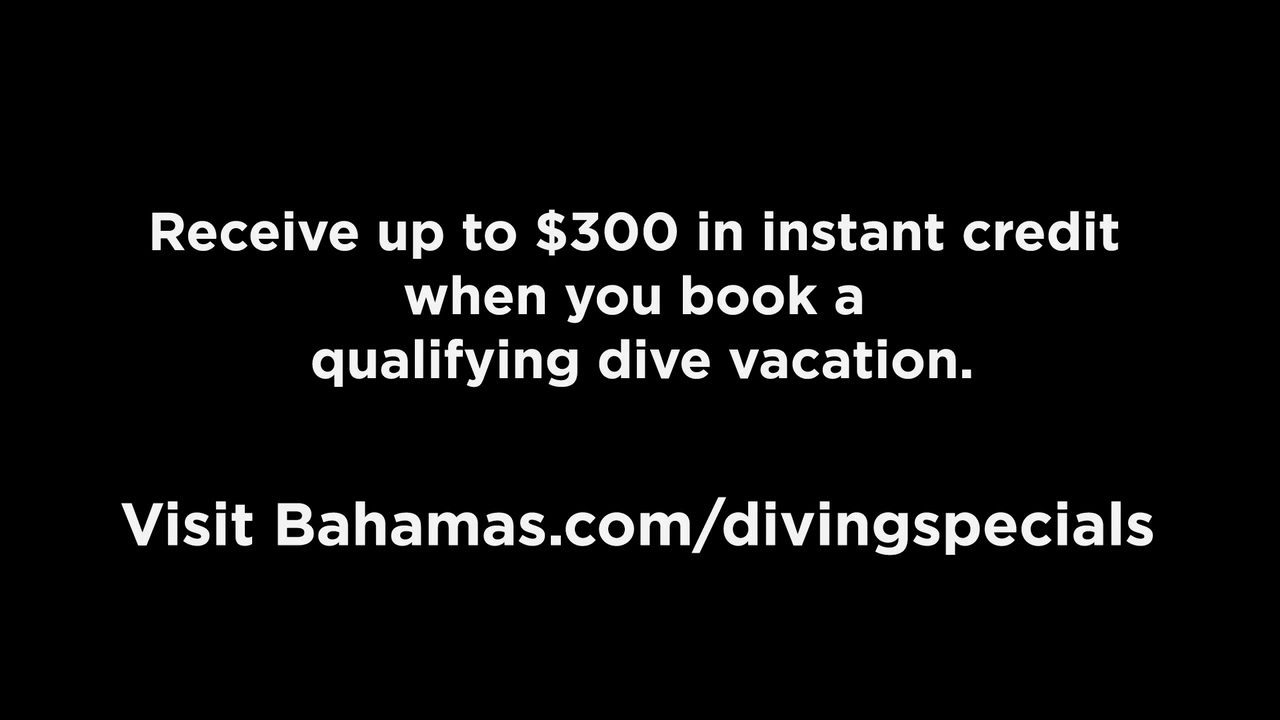 Receive up to $300 in instant credit
when you book a
qualifying dive vacation.
Visit Bahamas.com/divingspecials